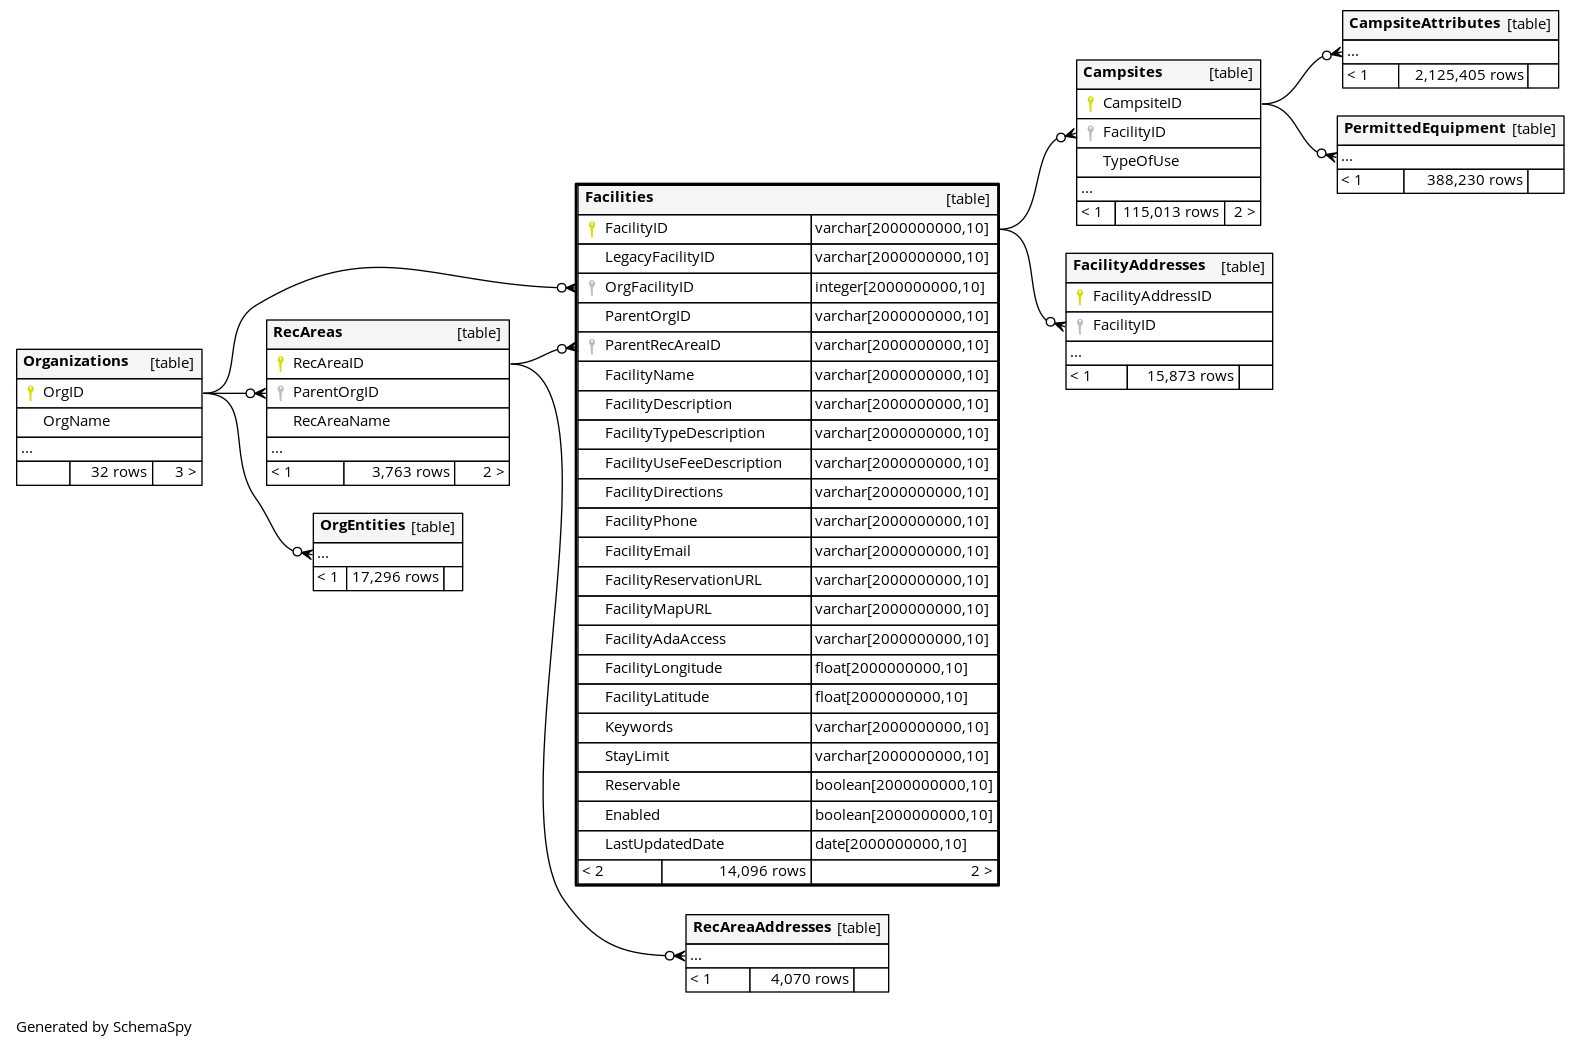 CampsiteAttributes [table]
...
< 1 2,125,405 rows
Campsites [table]
CampsiteID
FacilityID
TypeOfUse
...
< 1 115,013 rows 2 >
PermittedEquipment [table]
...
< 1 388,230 rows
Facilities [table]
FacilityID varchar[2000000000,10]
LegacyFacilityID varchar[2000000000,10]
OrgFacilityID integer[2000000000,10]
ParentOrgID varchar[2000000000,10]
ParentRecAreaID varchar[2000000000,10]
FacilityName varchar[2000000000,10]
FacilityDescription varchar[2000000000,10]
FacilityTypeDescription varchar[2000000000,10]
FacilityUseFeeDescription varchar[2000000000,10]
FacilityDirections varchar[2000000000,10]
FacilityPhone varchar[2000000000,10]
FacilityEmail varchar[2000000000,10]
FacilityReservationURL varchar[2000000000,10]
FacilityMapURL varchar[2000000000,10]
FacilityAdaAccess varchar[2000000000,10]
FacilityLongitude float[2000000000,10]
FacilityLatitude float[2000000000,10]
Keywords varchar[2000000000,10]
StayLimit varchar[2000000000,10]
Reservable boolean[2000000000,10]
Enabled boolean[2000000000,10]
LastUpdatedDate date[2000000000,10]
< 2 14,096 rows 2 >
FacilityAddresses [table]
FacilityAddressID
FacilityID
...
< 1 15,873 rows
Organizations [table]
OrgID
OrgName
...
32 rows 3 >
RecAreas [table]
RecAreaID
ParentOrgID
RecAreaName
...
< 1 3,763 rows 2 >
OrgEntities [table]
...
< 1 17,296 rows
RecAreaAddresses [table]
...
< 1 4,070 rows
Generated by SchemaSpy